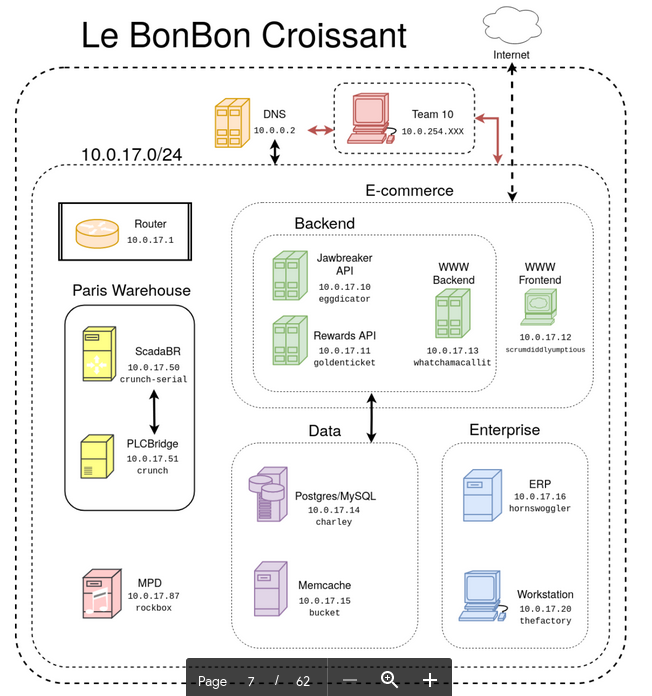 Le BonBon Croissant
Internet
DNS
10.0.0.2
Team 10
10.0.254.XXX
10.0.17.0/24
E-commerce
Router
10.0.17.1
Backend
Jawbreaker
API
10.0.17.10
eggdicator
WWW
Backend
10.0.17.13
whatchamacallit
WWW
Frontend
10.0.17.12
scrumdiddlyumptious
Rewards API
10.0.17.11
goldenticket
Paris Warehouse
ScadaBR
10.0.17.50
crunch-serial
PLCBridge
10.0.17.51
crunch
Data
Postgres/MySQL
10.0.17.14
charley
Memcache
10.0.17.15
bucket
Enterprise
ERP
10.0.17.16
hornswoggler
Workstation
10.0.17.20
thefactory
MPD
10.0.17.87
rockbox
Page 7 / 62